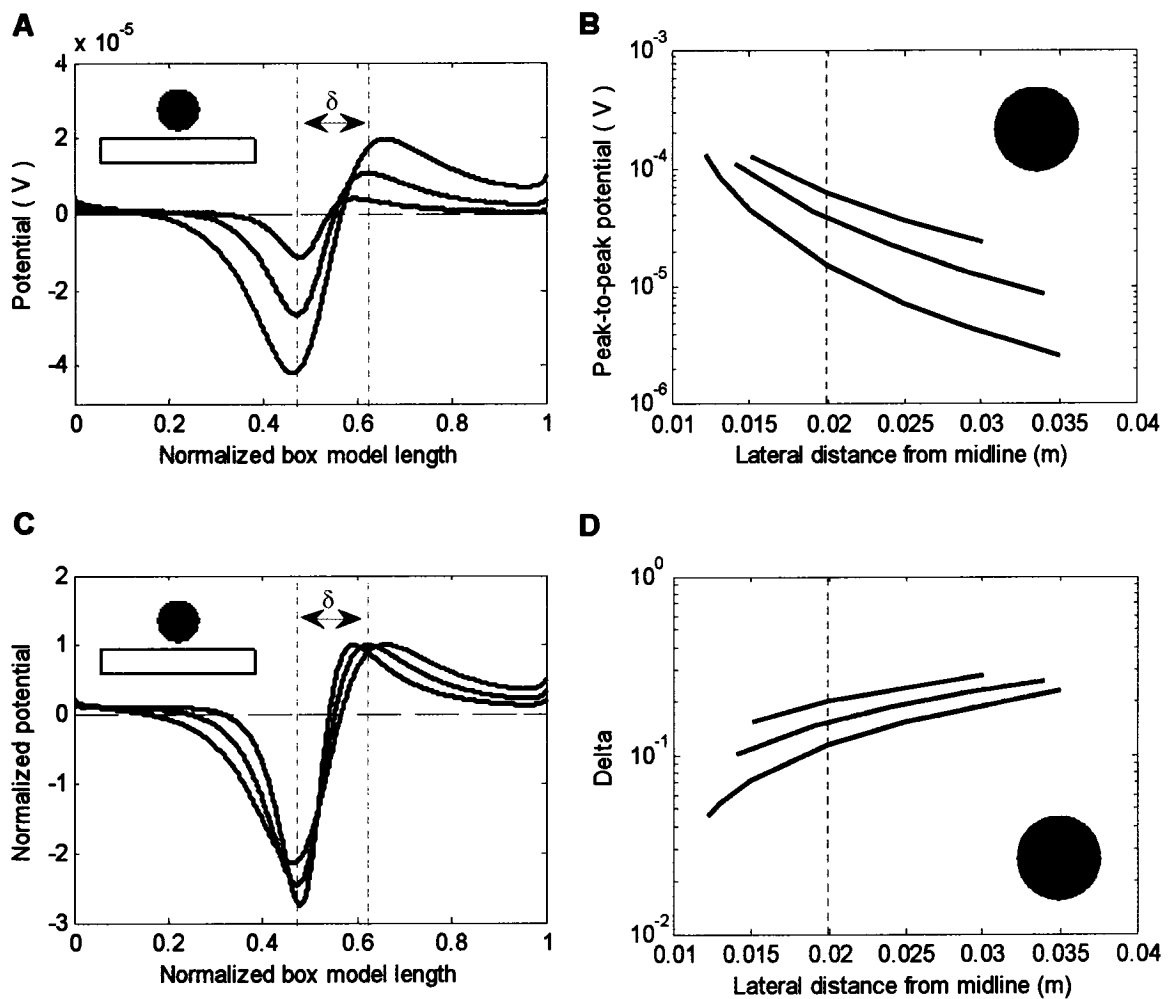 A
x 10⁻⁵
4
2
0
-2
-4
Potential ( V )
δ
0 0.2 0.4 0.6 0.8 1
Normalized box model length
B
10⁻³
10⁻⁴
10⁻⁵
10⁻⁶
Peak-to-peak potential ( V )
0.01 0.015 0.02 0.025 0.03 0.035 0.04
Lateral distance from midline (m)
C
2
1
0
-1
-2
-3
Normalized potential
δ
0 0.2 0.4 0.6 0.8 1
Normalized box model length
D
10⁰
10⁻¹
10⁻²
Delta
0.01 0.015 0.02 0.025 0.03 0.035 0.04
Lateral distance from midline (m)